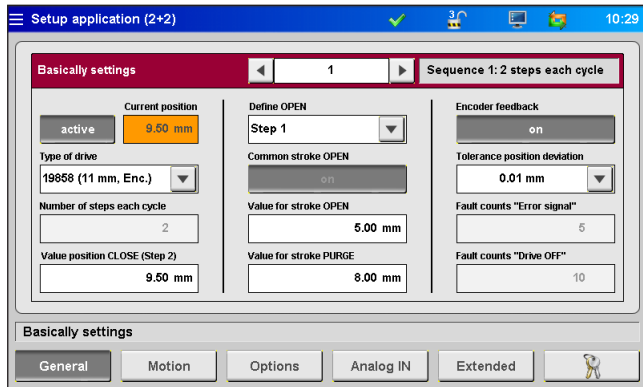 Setup application (2+2)
3
10:29
Basically settings
1
Sequence 1: 2 steps each cycle
Current position
active
9.50 mm
Type of drive
19858 (11 mm, Enc.)
Number of steps each cycle
2
Value position CLOSE (Step 2)
9.50 mm
Define OPEN
Step 1
Common stroke OPEN
on
Value for stroke OPEN
5.00 mm
Value for stroke PURGE
8.00 mm
Encoder feedback
on
Tolerance position deviation
0.01 mm
Fault counts "Error signal"
5
Fault counts "Drive OFF"
10
Basically settings
General
Motion
Options
Analog IN
Extended